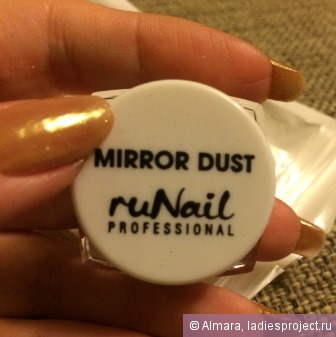 MIRROR DUST
ruNail
PROFESSIONAL
© Almara, ladiesproject.ru